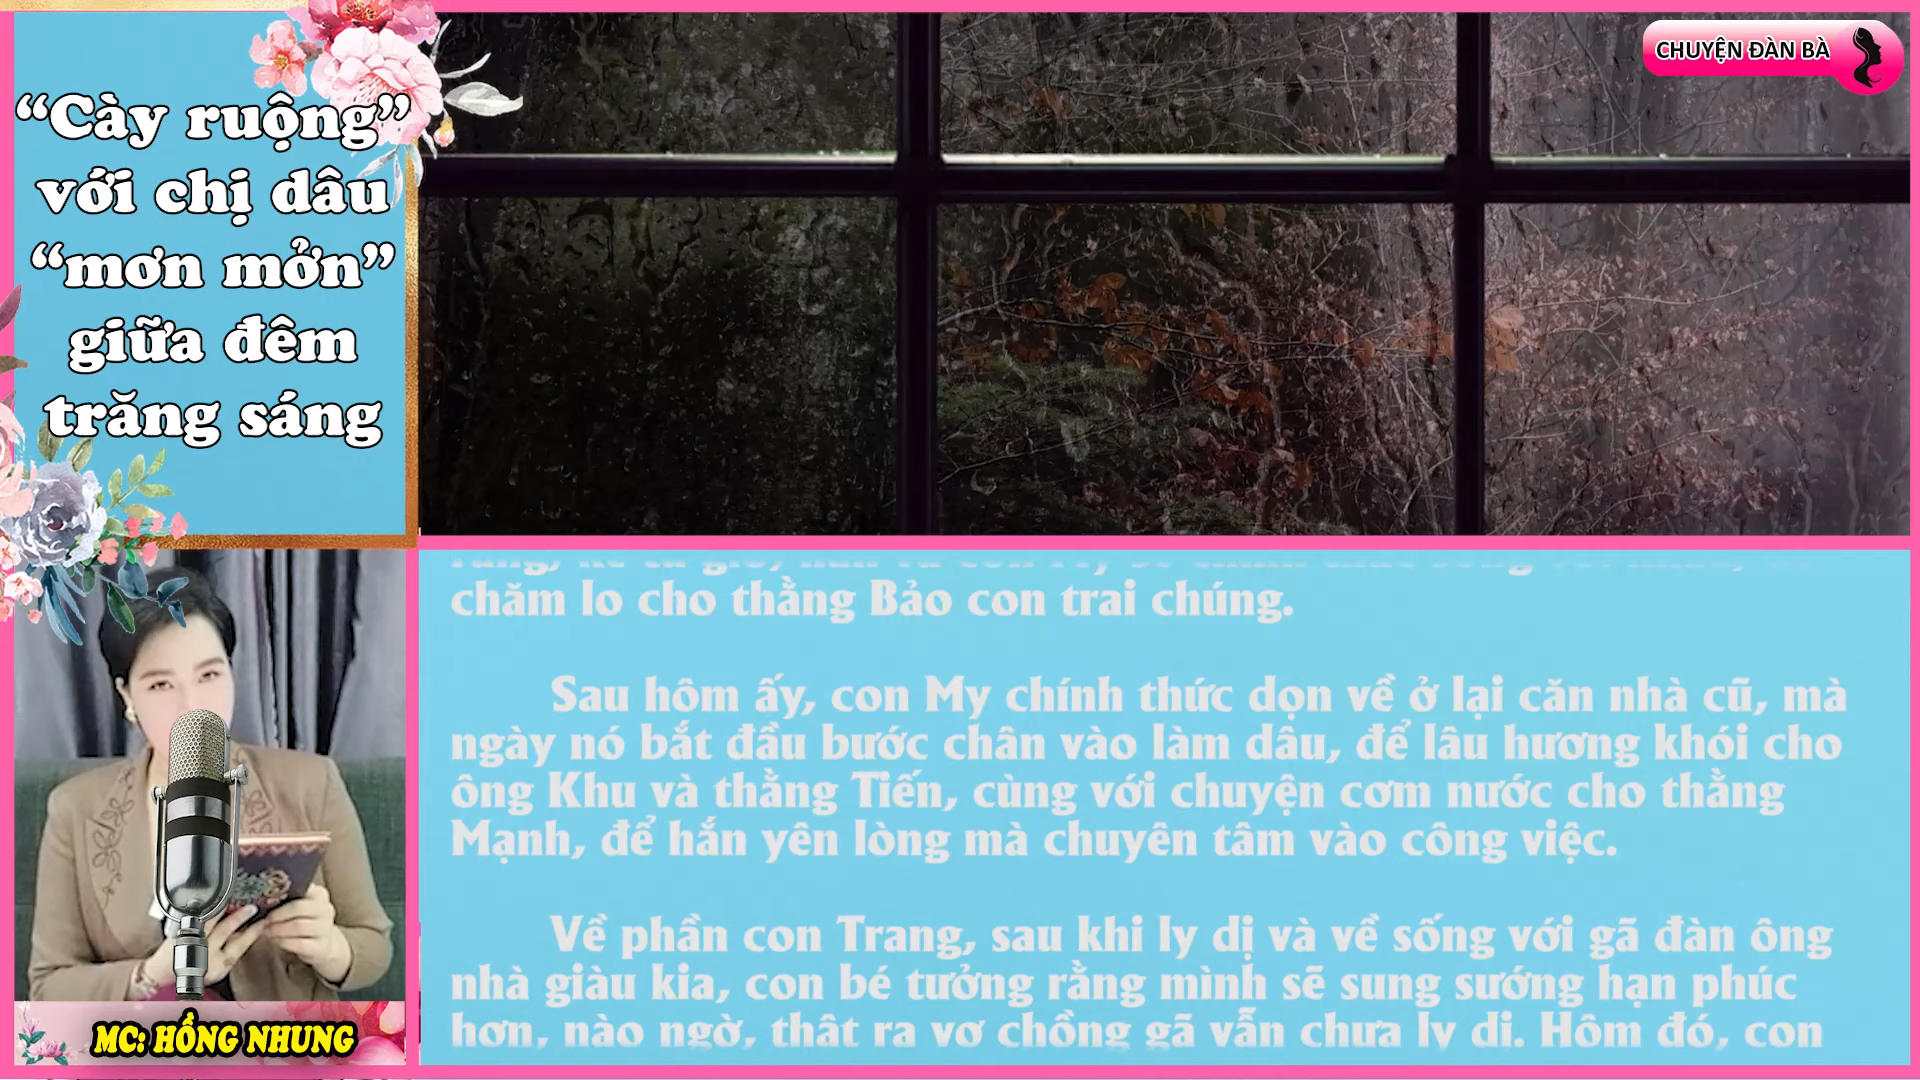 “Cày ruộng”
với chị dâu
“mơn mởn”
giữa đêm
trăng sáng
CHUYỆN ĐÀN BÀ
chăm lo cho thằng Bảo con trai chúng.
Sau hôm ấy, con My chính thức dọn về ở lại căn nhà cũ, mà
ngày nó bắt đầu bước chân vào làm dâu, để lâu hương khói cho
ông Khu và thằng Tiến, cùng với chuyện cơm nước cho thằng
Mạnh, để hắn yên lòng mà chuyên tâm vào công việc.
Về phần con Trang, sau khi ly dị và về sống với gã đàn ông
nhà giàu kia, con bé tưởng rằng mình sẽ sung sướng hạn phúc
hơn, nào ngờ, thật ra vợ chồng gã vẫn chưa ly dị. Hôm đó, con
MC: HỒNG NHUNG